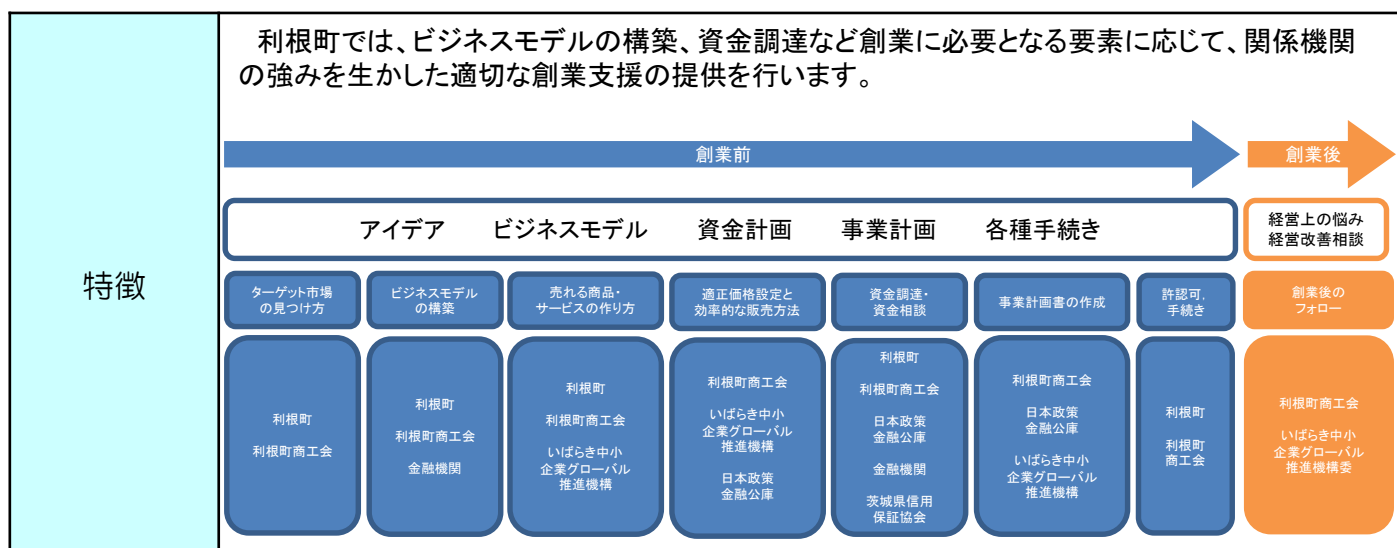 特徴
利根町では、ビジネスモデルの構築、資金調達など創業に必要となる要素に応じて、関係機関
の強みを生かした適切な創業支援の提供を行います。
創業前
創業後
アイデア ビジネスモデル 資金計画 事業計画 各種手続き
経営上の悩み
経営改善相談
ターゲット市場
の見つけ方
ビジネスモデル
の構築
売れる商品・
サービスの作り方
適正価格設定と
効率的な販売方法
資金調達・
資金相談
事業計画書の作成
許認可,
手続き
創業後の
フォロー
利根町
利根町商工会
利根町
利根町商工会
金融機関
利根町
利根町商工会
いばらき中小
企業グローバル
推進機構
利根町商工会
いばらき中小
企業グローバル
推進機構
日本政策
金融公庫
利根町
利根町商工会
日本政策
金融公庫
金融機関
茨城県信用
保証協会
利根町商工会
日本政策
金融公庫
いばらき中小
企業グローバル
推進機構
利根町
利根町
商工会
利根町商工会
いばらき中小
企業グローバル
推進機構委